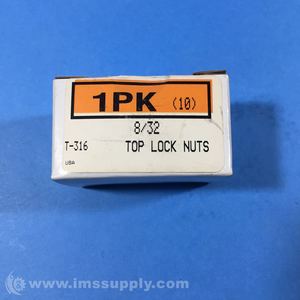 1PK (10)
8/32
T-316 TOP LOCK NUTS
USA
© www.imssupply.com